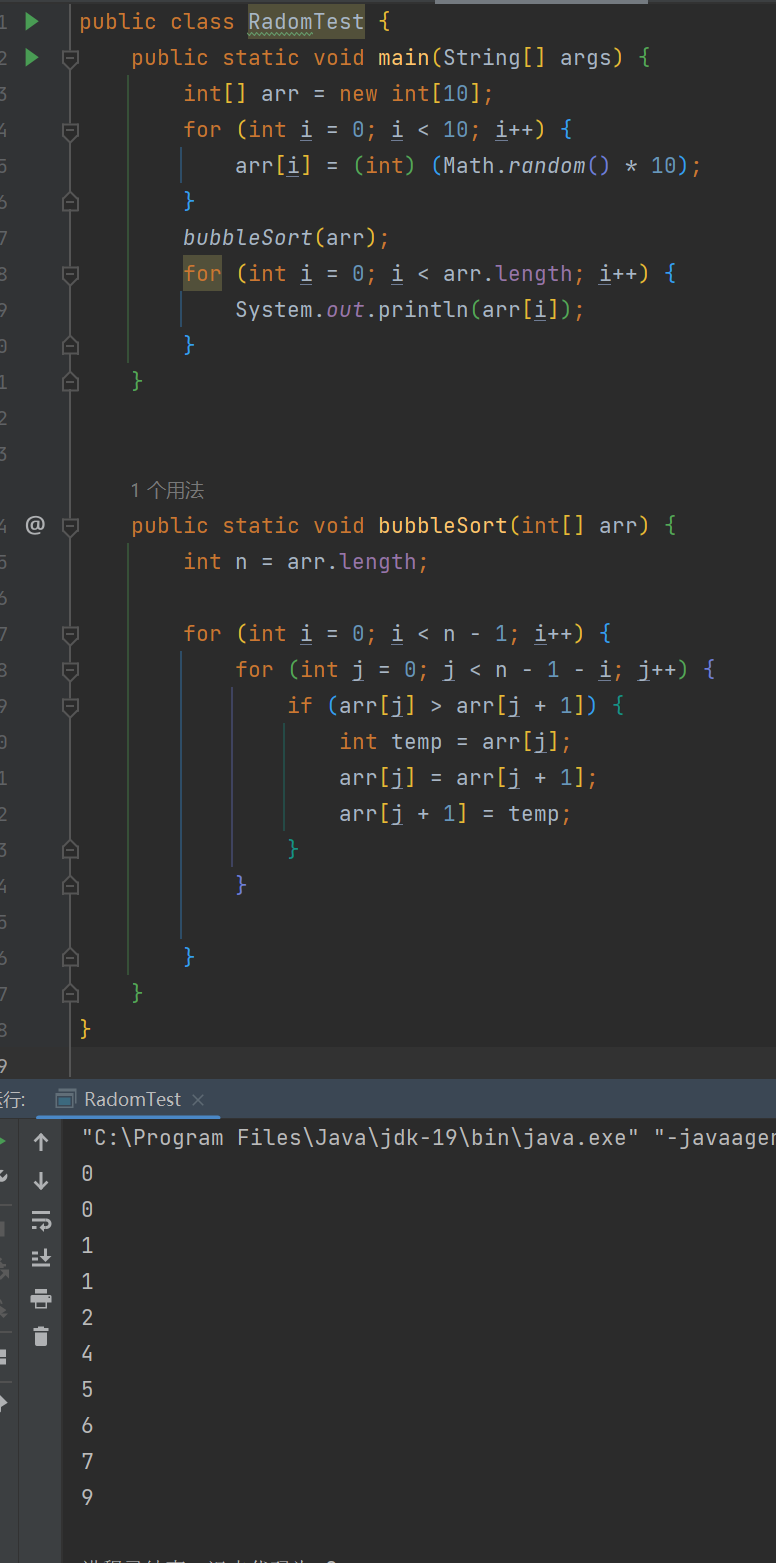 1 public class RadomTest {
2 public static void main(String[] args) {
3 int[] arr = new int[10];
4 for (int i = 0; i < 10; i++) {
5 arr[i] = (int) (Math.random() * 10);
6 }
7 bubbleSort(arr);
8 for (int i = 0; i < arr.length; i++) {
9 System.out.println(arr[i]);
0 }
1 }
2
3
1 个用法
4 @ public static void bubbleSort(int[] arr) {
5 int n = arr.length;
6
7 for (int i = 0; i < n - 1; i++) {
8 for (int j = 0; j < n - 1 - i; j++) {
9 if (arr[j] > arr[j + 1]) {
0 int temp = arr[j];
1 arr[j] = arr[j + 1];
2 arr[j + 1] = temp;
3 }
4 }
5
6 }
7 }
8 }
9
行: RadomTest ×
"C:\Program Files\Java\jdk-19\bin\java.exe" "-javaager
0
0
1
1
2
4
5
6
7
9